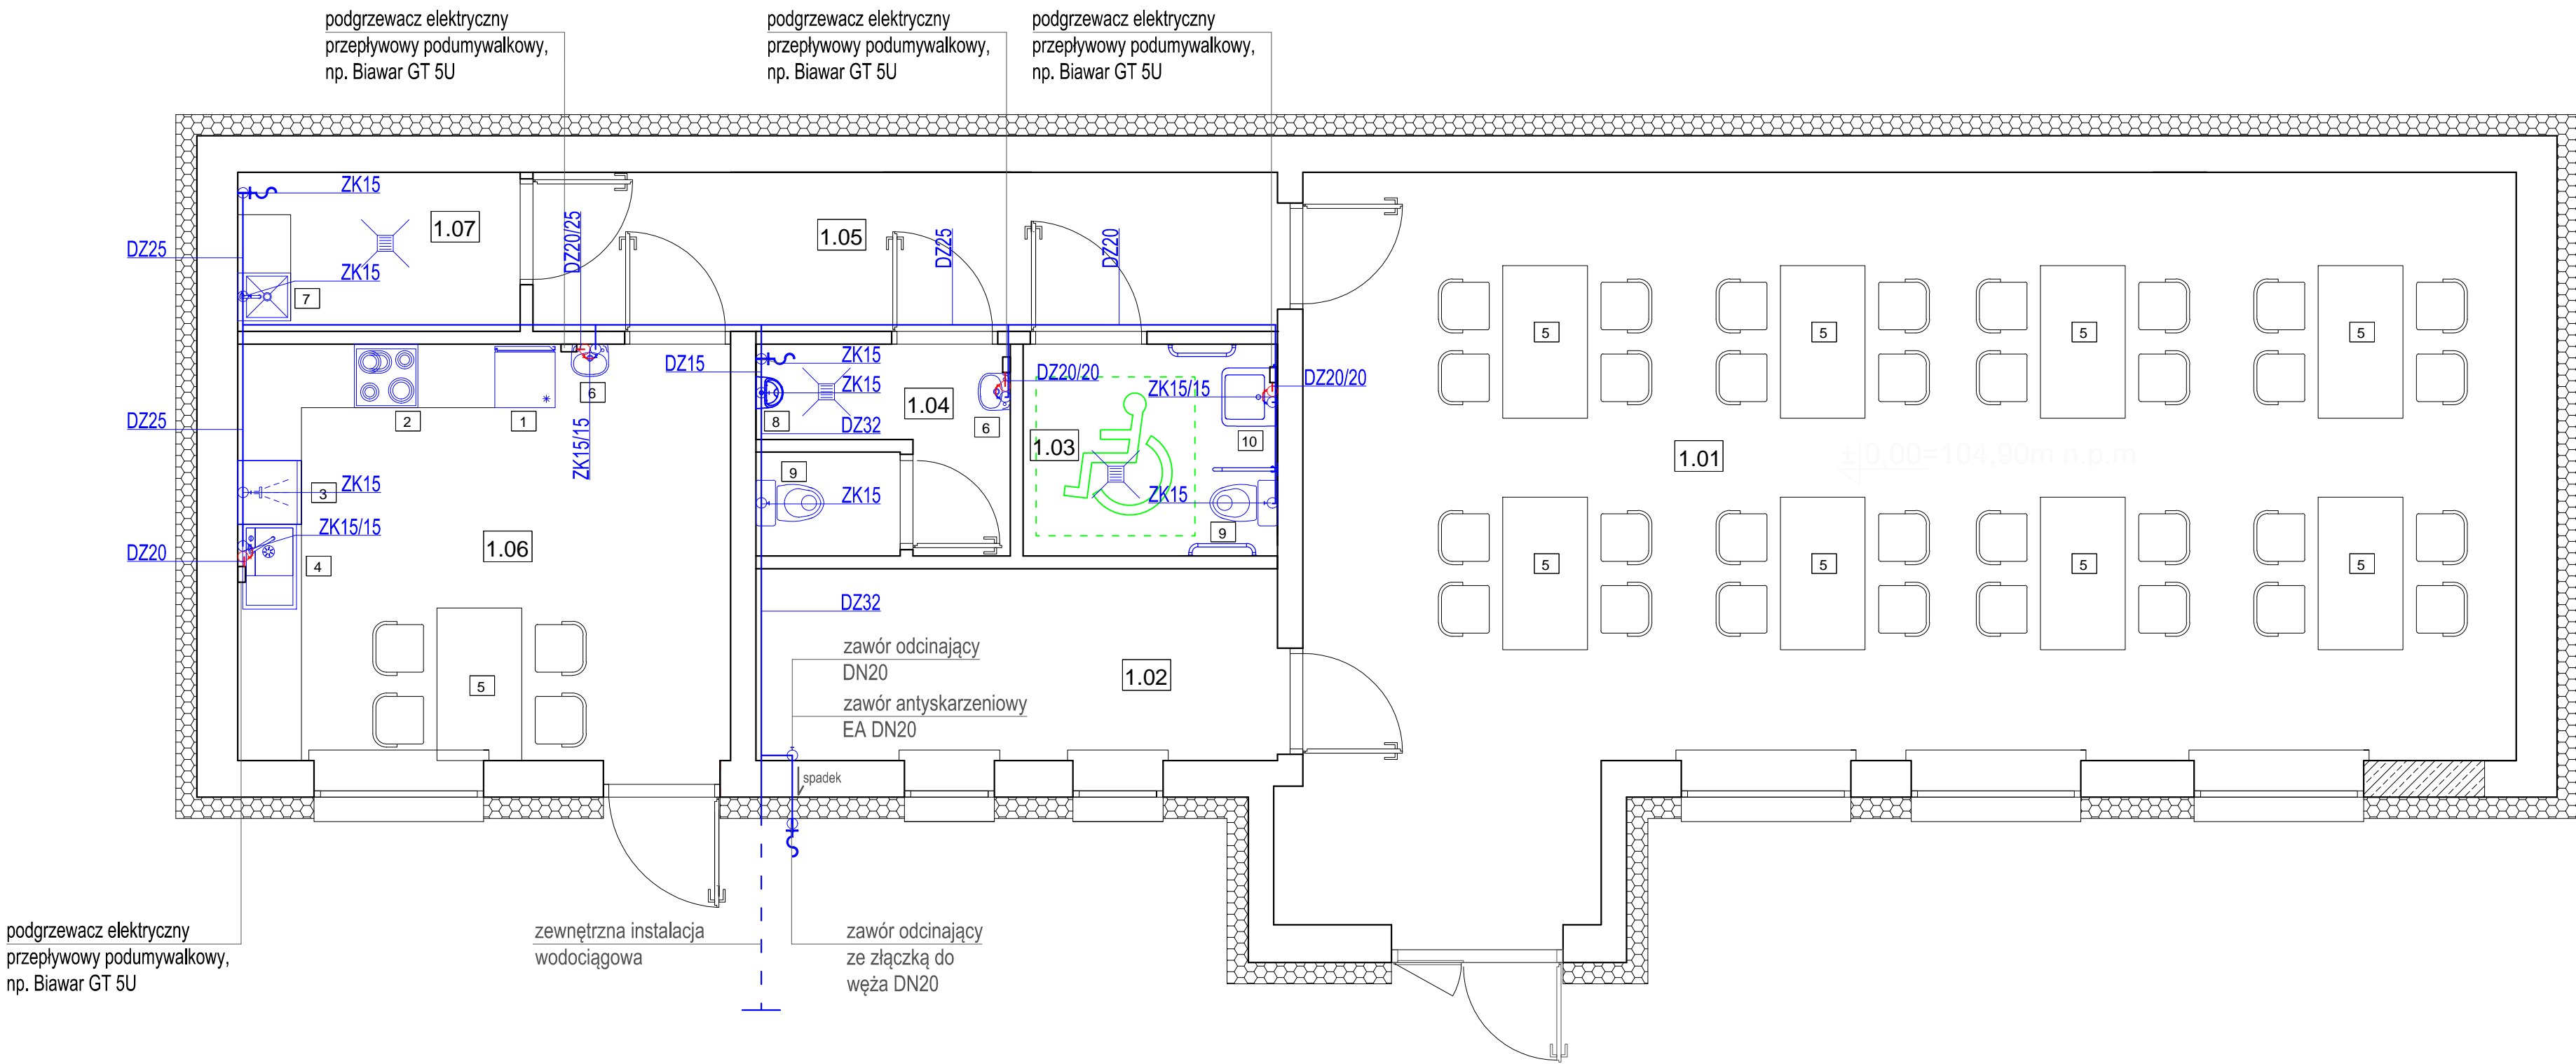 podgrzewacz elektryczny
przepływowy podumywalkowy,
np. Biawar GT 5U
podgrzewacz elektryczny
przepływowy podumywalkowy,
np. Biawar GT 5U
podgrzewacz elektryczny
przepływowy podumywalkowy,
np. Biawar GT 5U
ZK15
1.07
DZ25
ZK15
7
DZ20/25
1.05
DZ25
DZ20
5
5
5
5
2
1
*
6
DZ15
ZK15
ZK15
8
DZ32
1.04
6
DZ20/20
ZK15/15
DZ20/20
1.03
10
DZ25
ZK15/15
3
ZK15
ZK15/15
4
DZ20
1.06
9
ZK15
ZK15
9
1.01
±0,00=104,90m n.p.m
5
5
5
5
DZ32
5
zawór odcinający
DN20
zawór antyskarzeniowy
EA DN20
1.02
spadek
podgrzewacz elektryczny
przepływowy podumywalkowy,
np. Biawar GT 5U
zewnętrzna instalacja
wodociągowa
zawór odcinający
ze złączką do
węża DN20